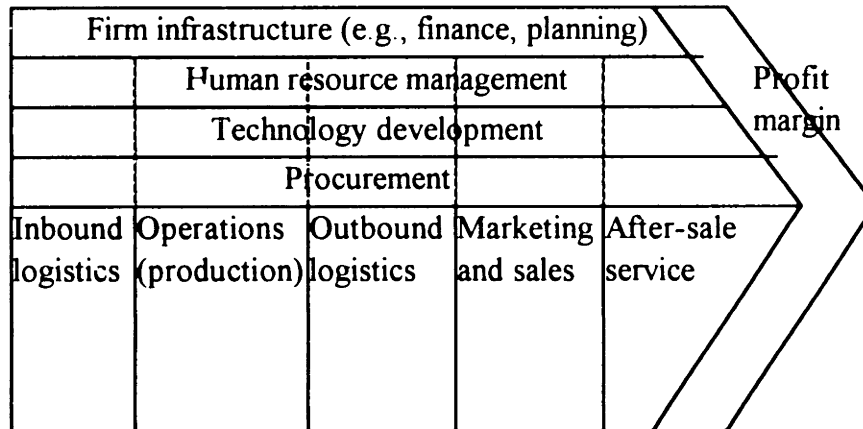 Firm infrastructure (e.g., finance, planning)
Human resource management
Technology development
Procurement
Profit
margin
Inbound
logistics
Operations
(production)
Outbound
logistics
Marketing
and sales
After-sale
service